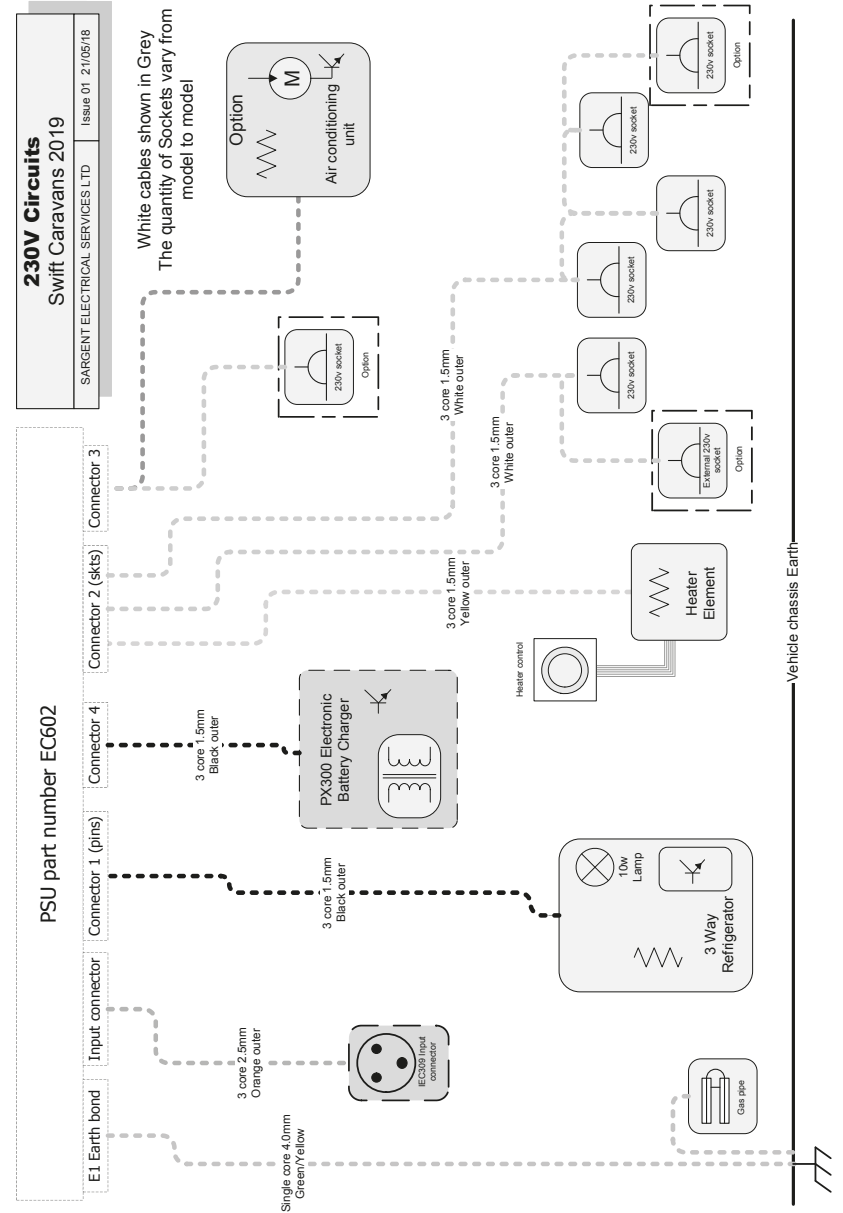 230V Circuits
Swift Caravans 2019
SARGENT ELECTRICAL SERVICES LTD
Issue 01  21/05/18
White cables shown in Grey
The quantity of Sockets vary from
model to model
PSU part number EC602
E1 Earth bond
Input connector
Connector 1 (pins)
Connector 4
Connector 2 (skts)
Connector 3
Single core 4.0mm
Green/Yellow
3 core 2.5mm
Orange outer
IEC309 Input
connector
3 core 1.5mm
Black outer
3 core 1.5mm
Black outer
PX300 Electronic
Battery Charger
3 core 1.5mm
Yellow outer
3 core 1.5mm
White outer
3 core 1.5mm
White outer
230v socket
Option
Option
M
Air conditioning
unit
Gas pipe
10w
Lamp
3 Way
Refrigerator
Heater control
Heater
Element
External 230v
socket
Option
230v socket
230v socket
230v socket
230v socket
230v socket
Option
Vehicle chassis Earth